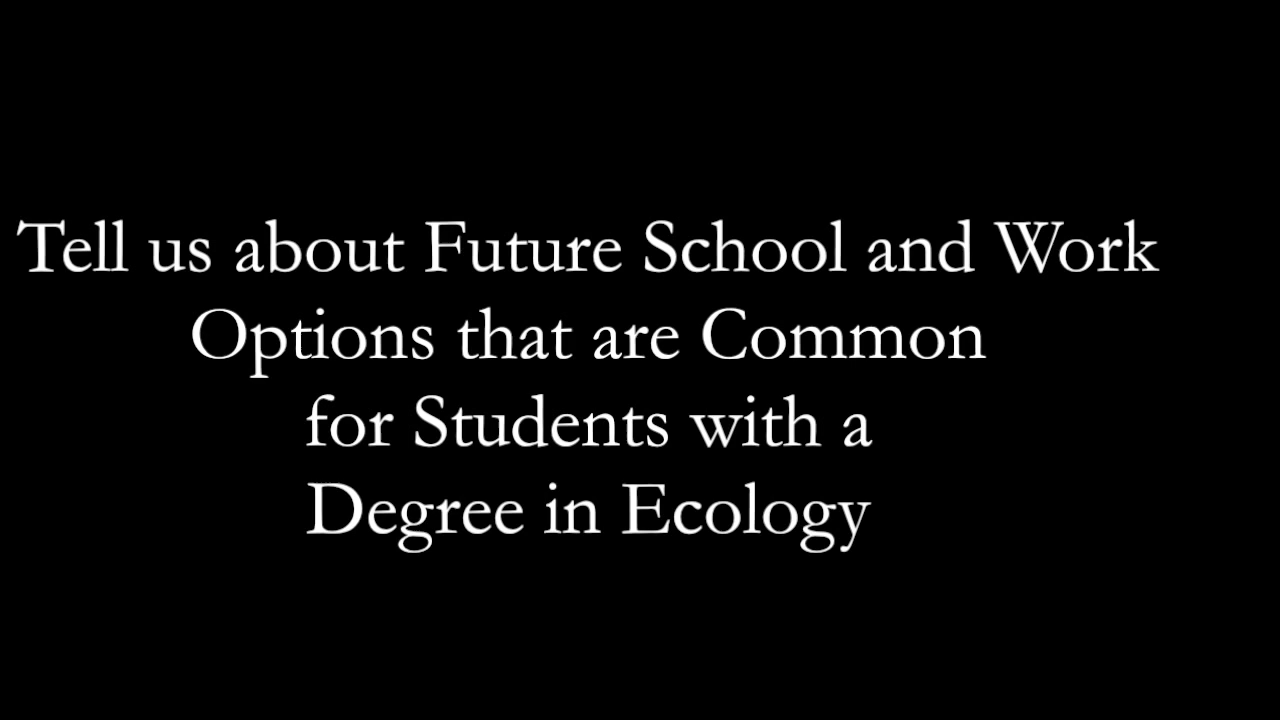 Tell us about Future School and Work
Options that are Common
for Students with a
Degree in Ecology